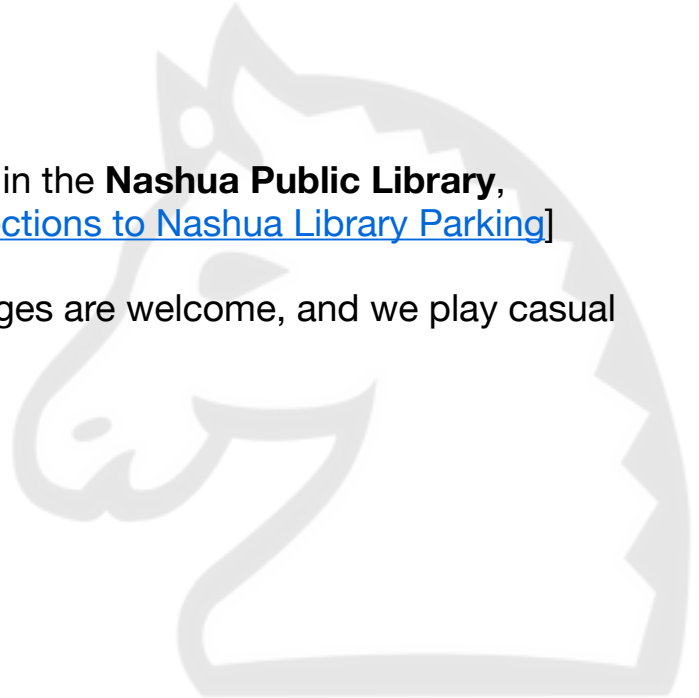 in the Nashua Public Library,
ctions to Nashua Library Parking]
ges are welcome, and we play casual